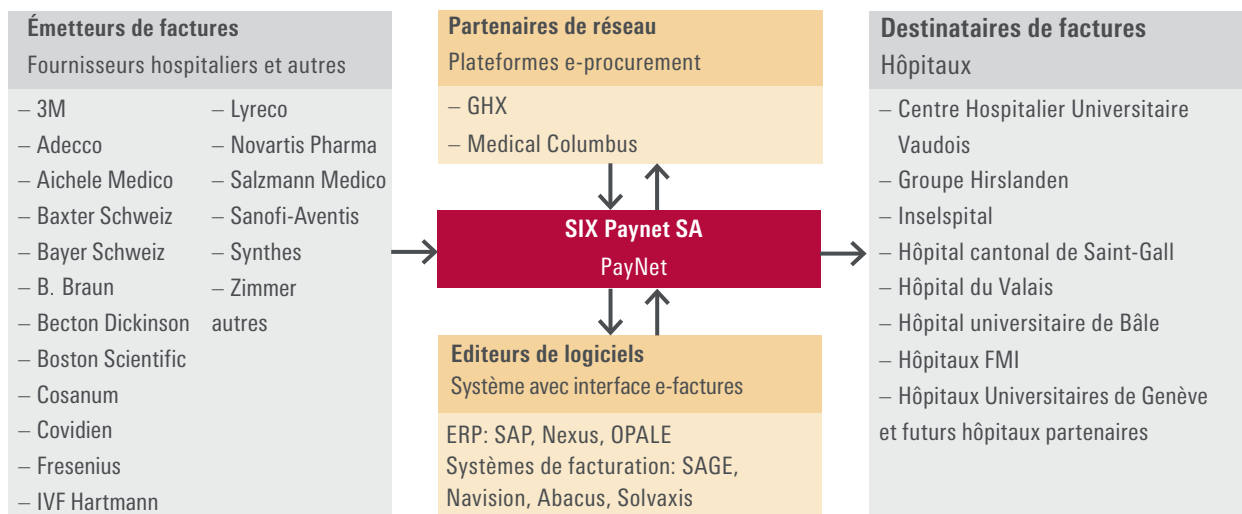 Émetteurs de factures
Fournisseurs hospitaliers et autres
– 3M
– Adecco
– Aichele Medico
– Baxter Schweiz
– Bayer Schweiz
– B. Braun
– Becton Dickinson
– Boston Scientific
– Cosanum
– Covidien
– Fresenius
– IVF Hartmann
– Lyreco
– Novartis Pharma
– Salzmann Medico
– Sanofi-Aventis
– Synthes
– Zimmer
autres
Partenaires de réseau
Plateformes e-procurement
– GHX
– Medical Columbus
SIX Paynet SA
PayNet
Editeurs de logiciels
Système avec interface e-factures
ERP: SAP, Nexus, OPALE
Systèmes de facturation: SAGE,
Navision, Abacus, Solvaxis
Destinataires de factures
Hôpitaux
– Centre Hospitalier Universitaire
Vaudois
– Groupe Hirslanden
– Inselspital
– Hôpital cantonal de Saint-Gall
– Hôpital du Valais
– Hôpital universitaire de Bâle
– Hôpitaux FMI
– Hôpitaux Universitaires de Genève
et futurs hôpitaux partenaires